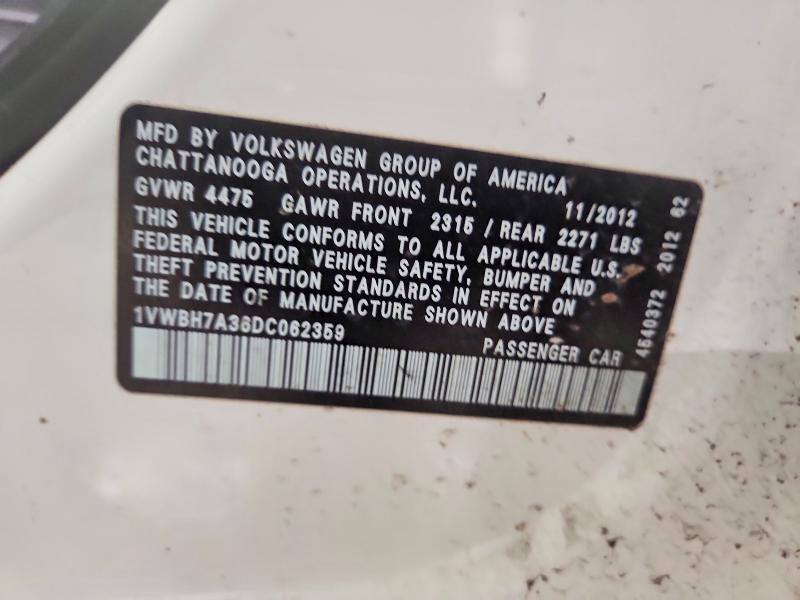 MFD BY VOLKSWAGEN GROUP OF AMERICA
CHATTANOOGA OPERATIONS, LLC.
11/2012
GVWR 4475 GAWR FRONT 2315 / REAR 2271 LBS
THIS VEHICLE CONFORMS TO ALL APPLICABLE U.S.
FEDERAL MOTOR VEHICLE SAFETY, BUMPER AND
THEFT PREVENTION STANDARDS IN EFFECT ON
THE DATE OF MANUFACTURE SHOWN ABOVE
1VWBH7A36DC062359
PASSENGER CAR
4540372 2012 62